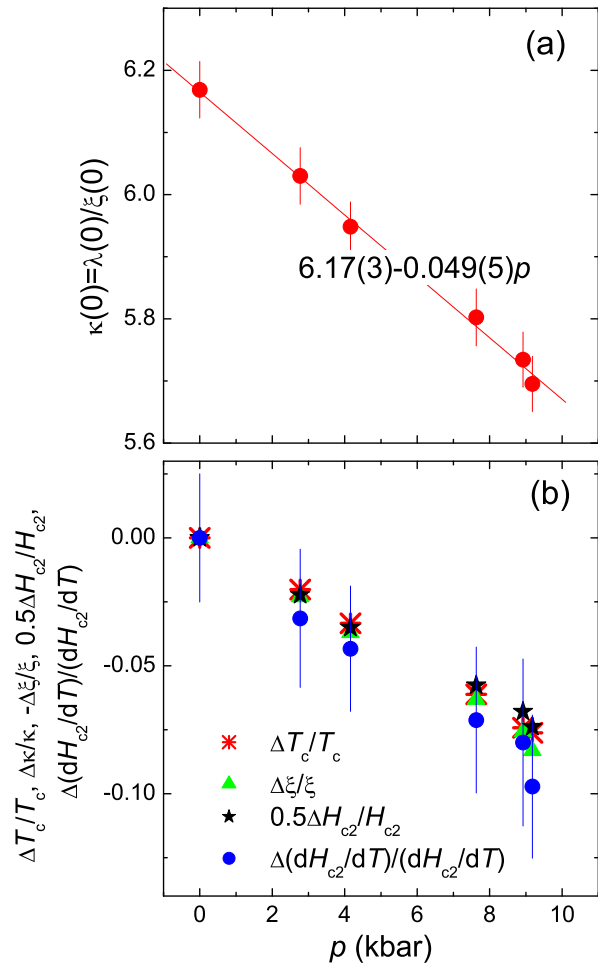 (a)
6.2
6.0
5.8
5.6
κ(0)=λ(0)/ξ(0)
6.17(3)-0.049(5)p
(b)
0.00
-0.05
-0.10
ΔT_c/T_c, Δκ/κ, -Δξ/ξ, 0.5ΔH_c2/H_c2,
Δ(dH_c2/dT)/(dH_c2/dT)
ΔT_c/T_c
Δξ/ξ
0.5ΔH_c2/H_c2
Δ(dH_c2/dT)/(dH_c2/dT)
0 2 4 6 8 10
p (kbar)